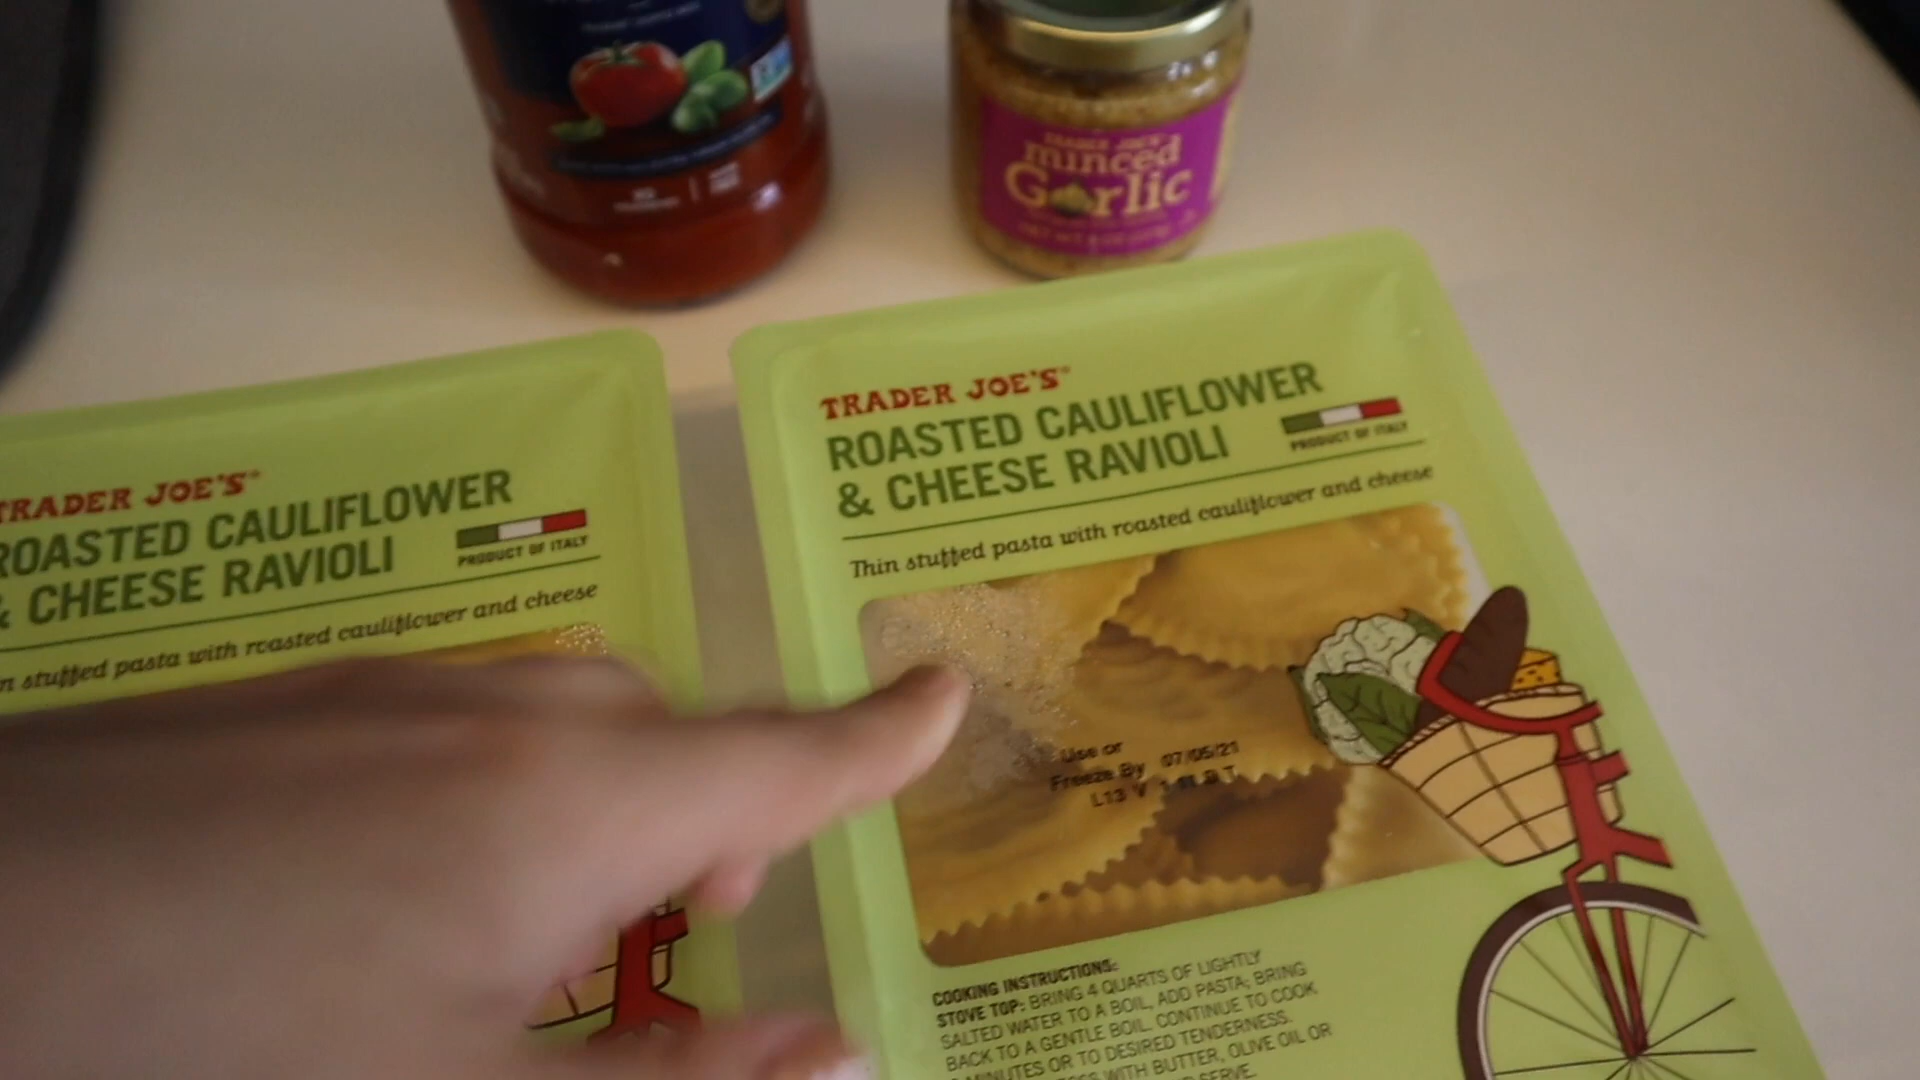 TRADER JOE'S
minced
Garlic
TRADER JOE'S
ROASTED CAULIFLOWER
& CHEESE RAVIOLI
PRODUCT OF ITALY
Thin stuffed pasta with roasted cauliflower and cheese
Use or
Freeze By 07/05/21
L13 V
COOKING INSTRUCTIONS:
STOVE TOP: BRING 4 QUARTS OF LIGHTLY
SALTED WATER TO A BOIL, ADD PASTA; BRING
BACK TO A GENTLE BOIL. CONTINUE TO COOK
MINUTES OR TO DESIRED TENDERNESS.
WITH BUTTER, OLIVE OIL OR
SERVE.
TRADER JOE'S
ROASTED CAULIFLOWER
& CHEESE RAVIOLI
PRODUCT OF ITALY
stuffed pasta with roasted cauliflower and cheese